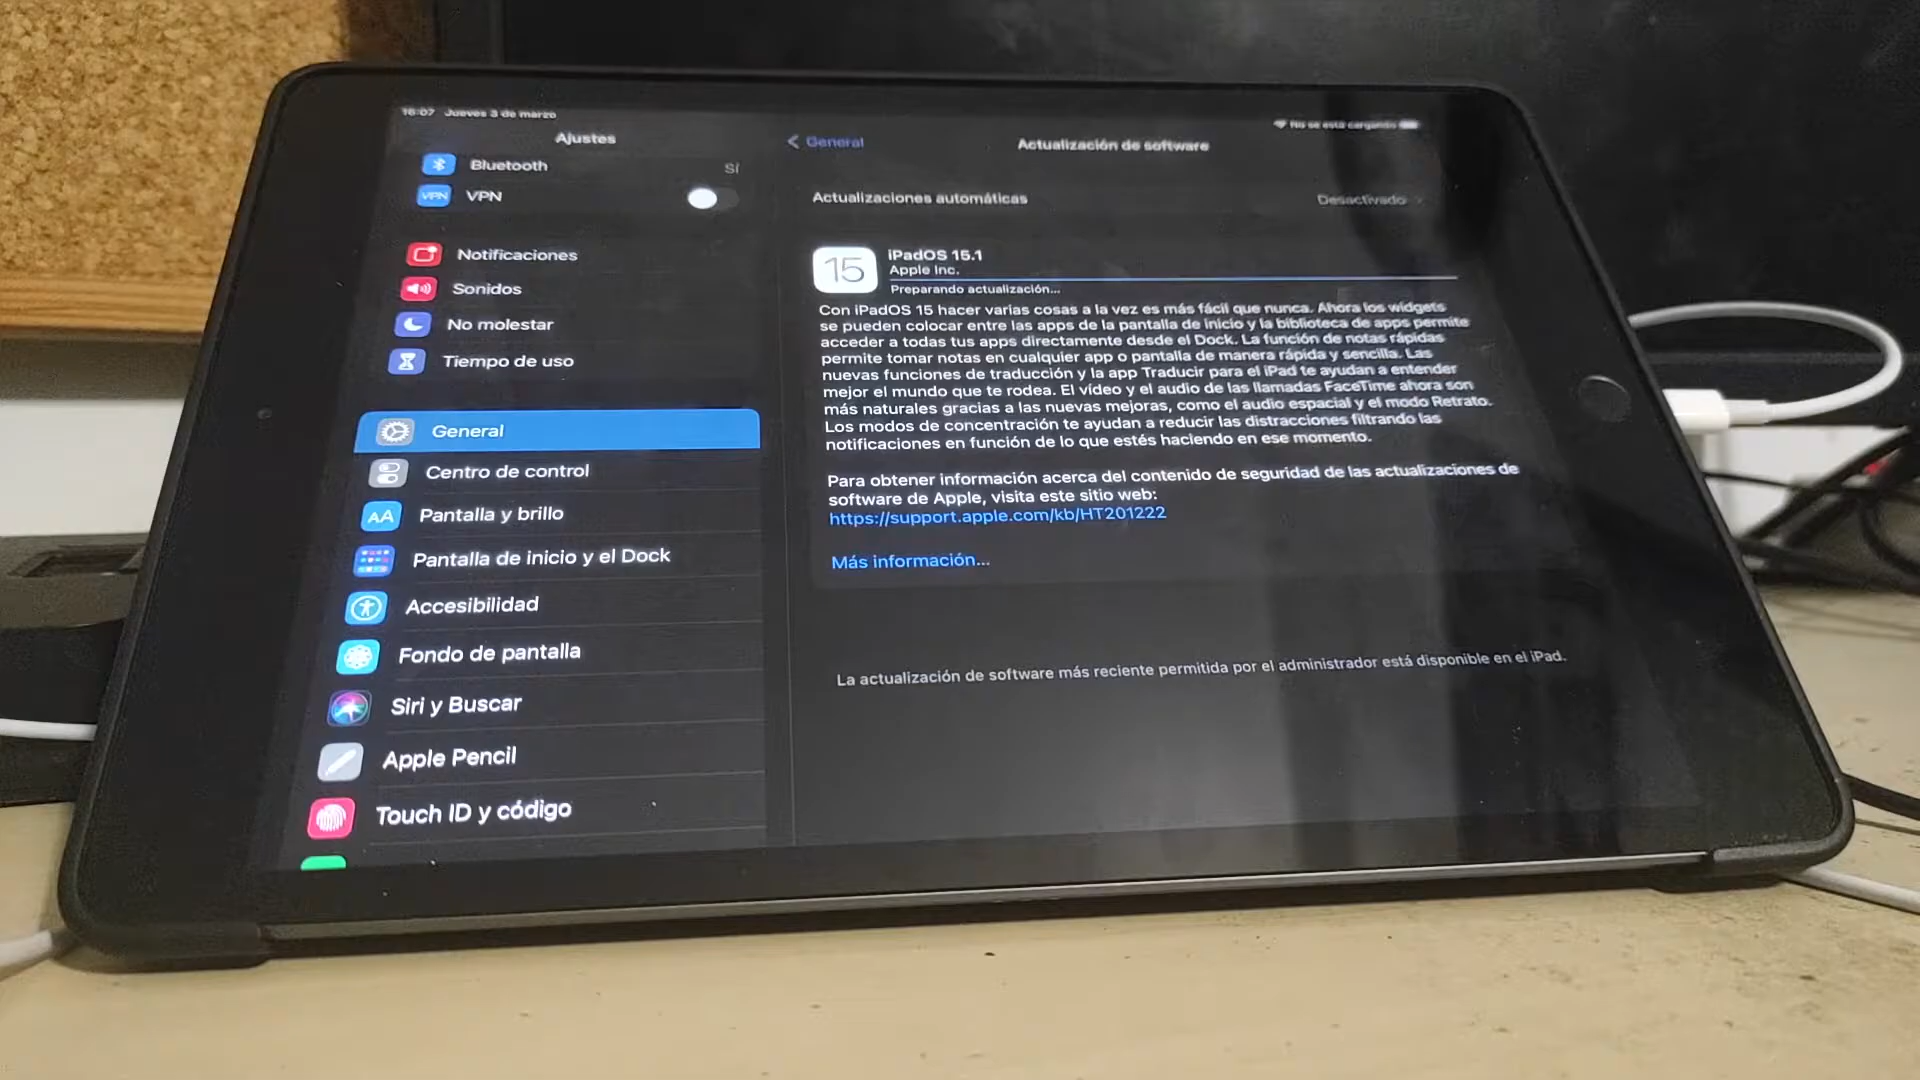 16:07 Jueves 3 de marzo
No se está cargando
Ajustes
Bluetooth
Sí
VPN
VPN
Notificaciones
Sonidos
No molestar
Tiempo de uso
General
Centro de control
AA
Pantalla y brillo
Pantalla de inicio y el Dock
Accesibilidad
Fondo de pantalla
Siri y Buscar
Apple Pencil
Touch ID y código
General
Actualización de software
Actualizaciones automáticas
Desactivado
15
iPadOS 15.1
Apple Inc.
Preparando actualización...
Con iPadOS 15 hacer varias cosas a la vez es más fácil que nunca. Ahora los widgets
se pueden colocar entre las apps de la pantalla de inicio y la biblioteca de apps permite
acceder a todas tus apps directamente desde el Dock. La función de notas rápidas
permite tomar notas en cualquier app o pantalla de manera rápida y sencilla. Las
nuevas funciones de traducción y la app Traducir para el iPad te ayudan a entender
mejor el mundo que te rodea. El vídeo y el audio de las llamadas FaceTime ahora son
más naturales gracias a las nuevas mejoras, como el audio espacial y el modo Retrato.
Los modos de concentración te ayudan a reducir las distracciones filtrando las
notificaciones en función de lo que estés haciendo en ese momento.
Para obtener información acerca del contenido de seguridad de las actualizaciones de
software de Apple, visita este sitio web:
https://support.apple.com/kb/HT201222
Más información...
La actualización de software más reciente permitida por el administrador está disponible en el iPad.